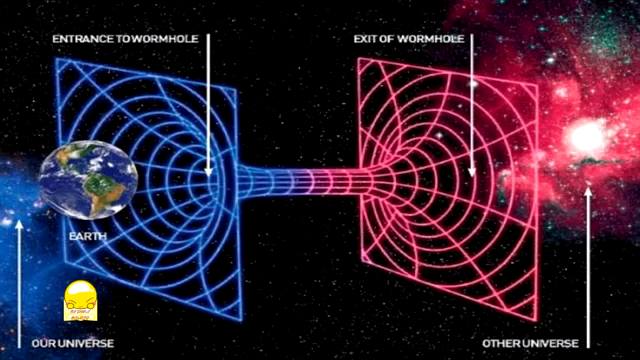 ENTRANCE TO WORMHOLE
EXIT OF WORMHOLE
EARTH
OUR UNIVERSE
OTHER UNIVERSE